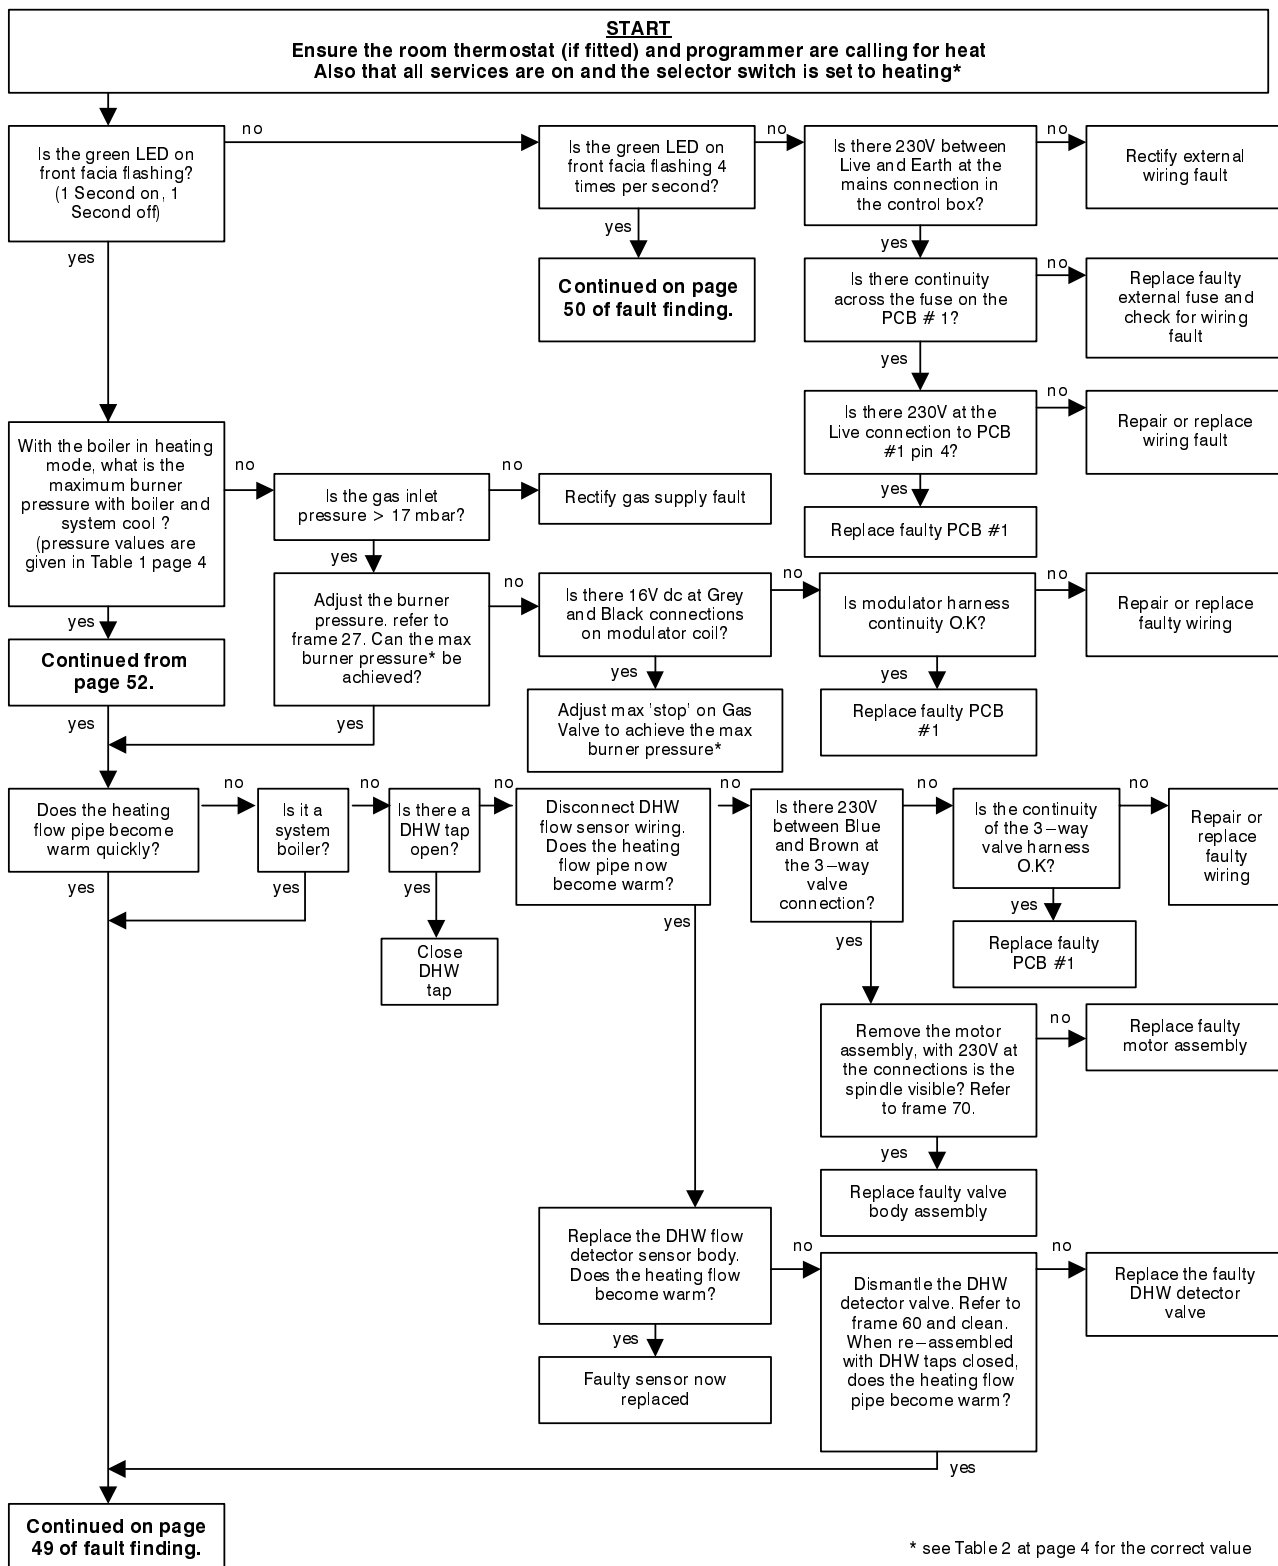 START
Ensure the room thermostat (if fitted) and programmer are calling for heat
Also that all services are on and the selector switch is set to heating*
Is the green LED on
front facia flashing?
(1 Second on, 1
Second off)
no
Is the green LED on
front facia flashing 4
times per second?
no
Is there 230V between
Live and Earth at the
mains connection in
the control box?
no
Rectify external
wiring fault
yes
yes
yes
Continued on page
50 of fault finding.
Is there continuity
across the fuse on the
PCB # 1?
no
Replace faulty
external fuse and
check for wiring
fault
yes
Is there 230V at the
Live connection to PCB
#1 pin 4?
no
Repair or replace
wiring fault
yes
Replace faulty PCB #1
With the boiler in heating
mode, what is the
maximum burner
pressure with boiler and
system cool ?
(pressure values are
given in Table 1 page 4
no
Is the gas inlet
pressure > 17 mbar?
no
Rectify gas supply fault
yes
yes
Adjust the burner
pressure. refer to
frame 27. Can the max
burner pressure* be
achieved?
no
Is there 16V dc at Grey
and Black connections
on modulator coil?
no
Is modulator harness
continuity O.K?
no
Repair or replace
faulty wiring
Continued from
page 52.
yes
yes
yes
Adjust max 'stop' on Gas
Valve to achieve the max
burner pressure*
yes
Replace faulty PCB
#1
Does the heating
flow pipe become
warm quickly?
no
Is it a
system
boiler?
no
Is there a
DHW tap
open?
no
Disconnect DHW
flow sensor wiring.
Does the heating
flow pipe now
become warm?
no
Is there 230V
between Blue
and Brown at
the 3-way
valve
connection?
no
Is the continuity
of the 3-way
valve harness
O.K?
no
Repair or
replace
faulty
wiring
yes
yes
yes
Close
DHW
tap
yes
yes
yes
Replace faulty
PCB #1
Remove the motor
assembly, with 230V at
the connections is the
spindle visible? Refer
to frame 70.
no
Replace faulty
motor assembly
yes
Replace faulty valve
body assembly
Replace the DHW flow
detector sensor body.
Does the heating flow
become warm?
no
Dismantle the DHW
detector valve. Refer to
frame 60 and clean.
When re-assembled
with DHW taps closed,
does the heating flow
pipe become warm?
no
Replace the faulty
DHW detector
valve
yes
Faulty sensor now
replaced
yes
Continued on page
49 of fault finding.
* see Table 2 at page 4 for the correct value